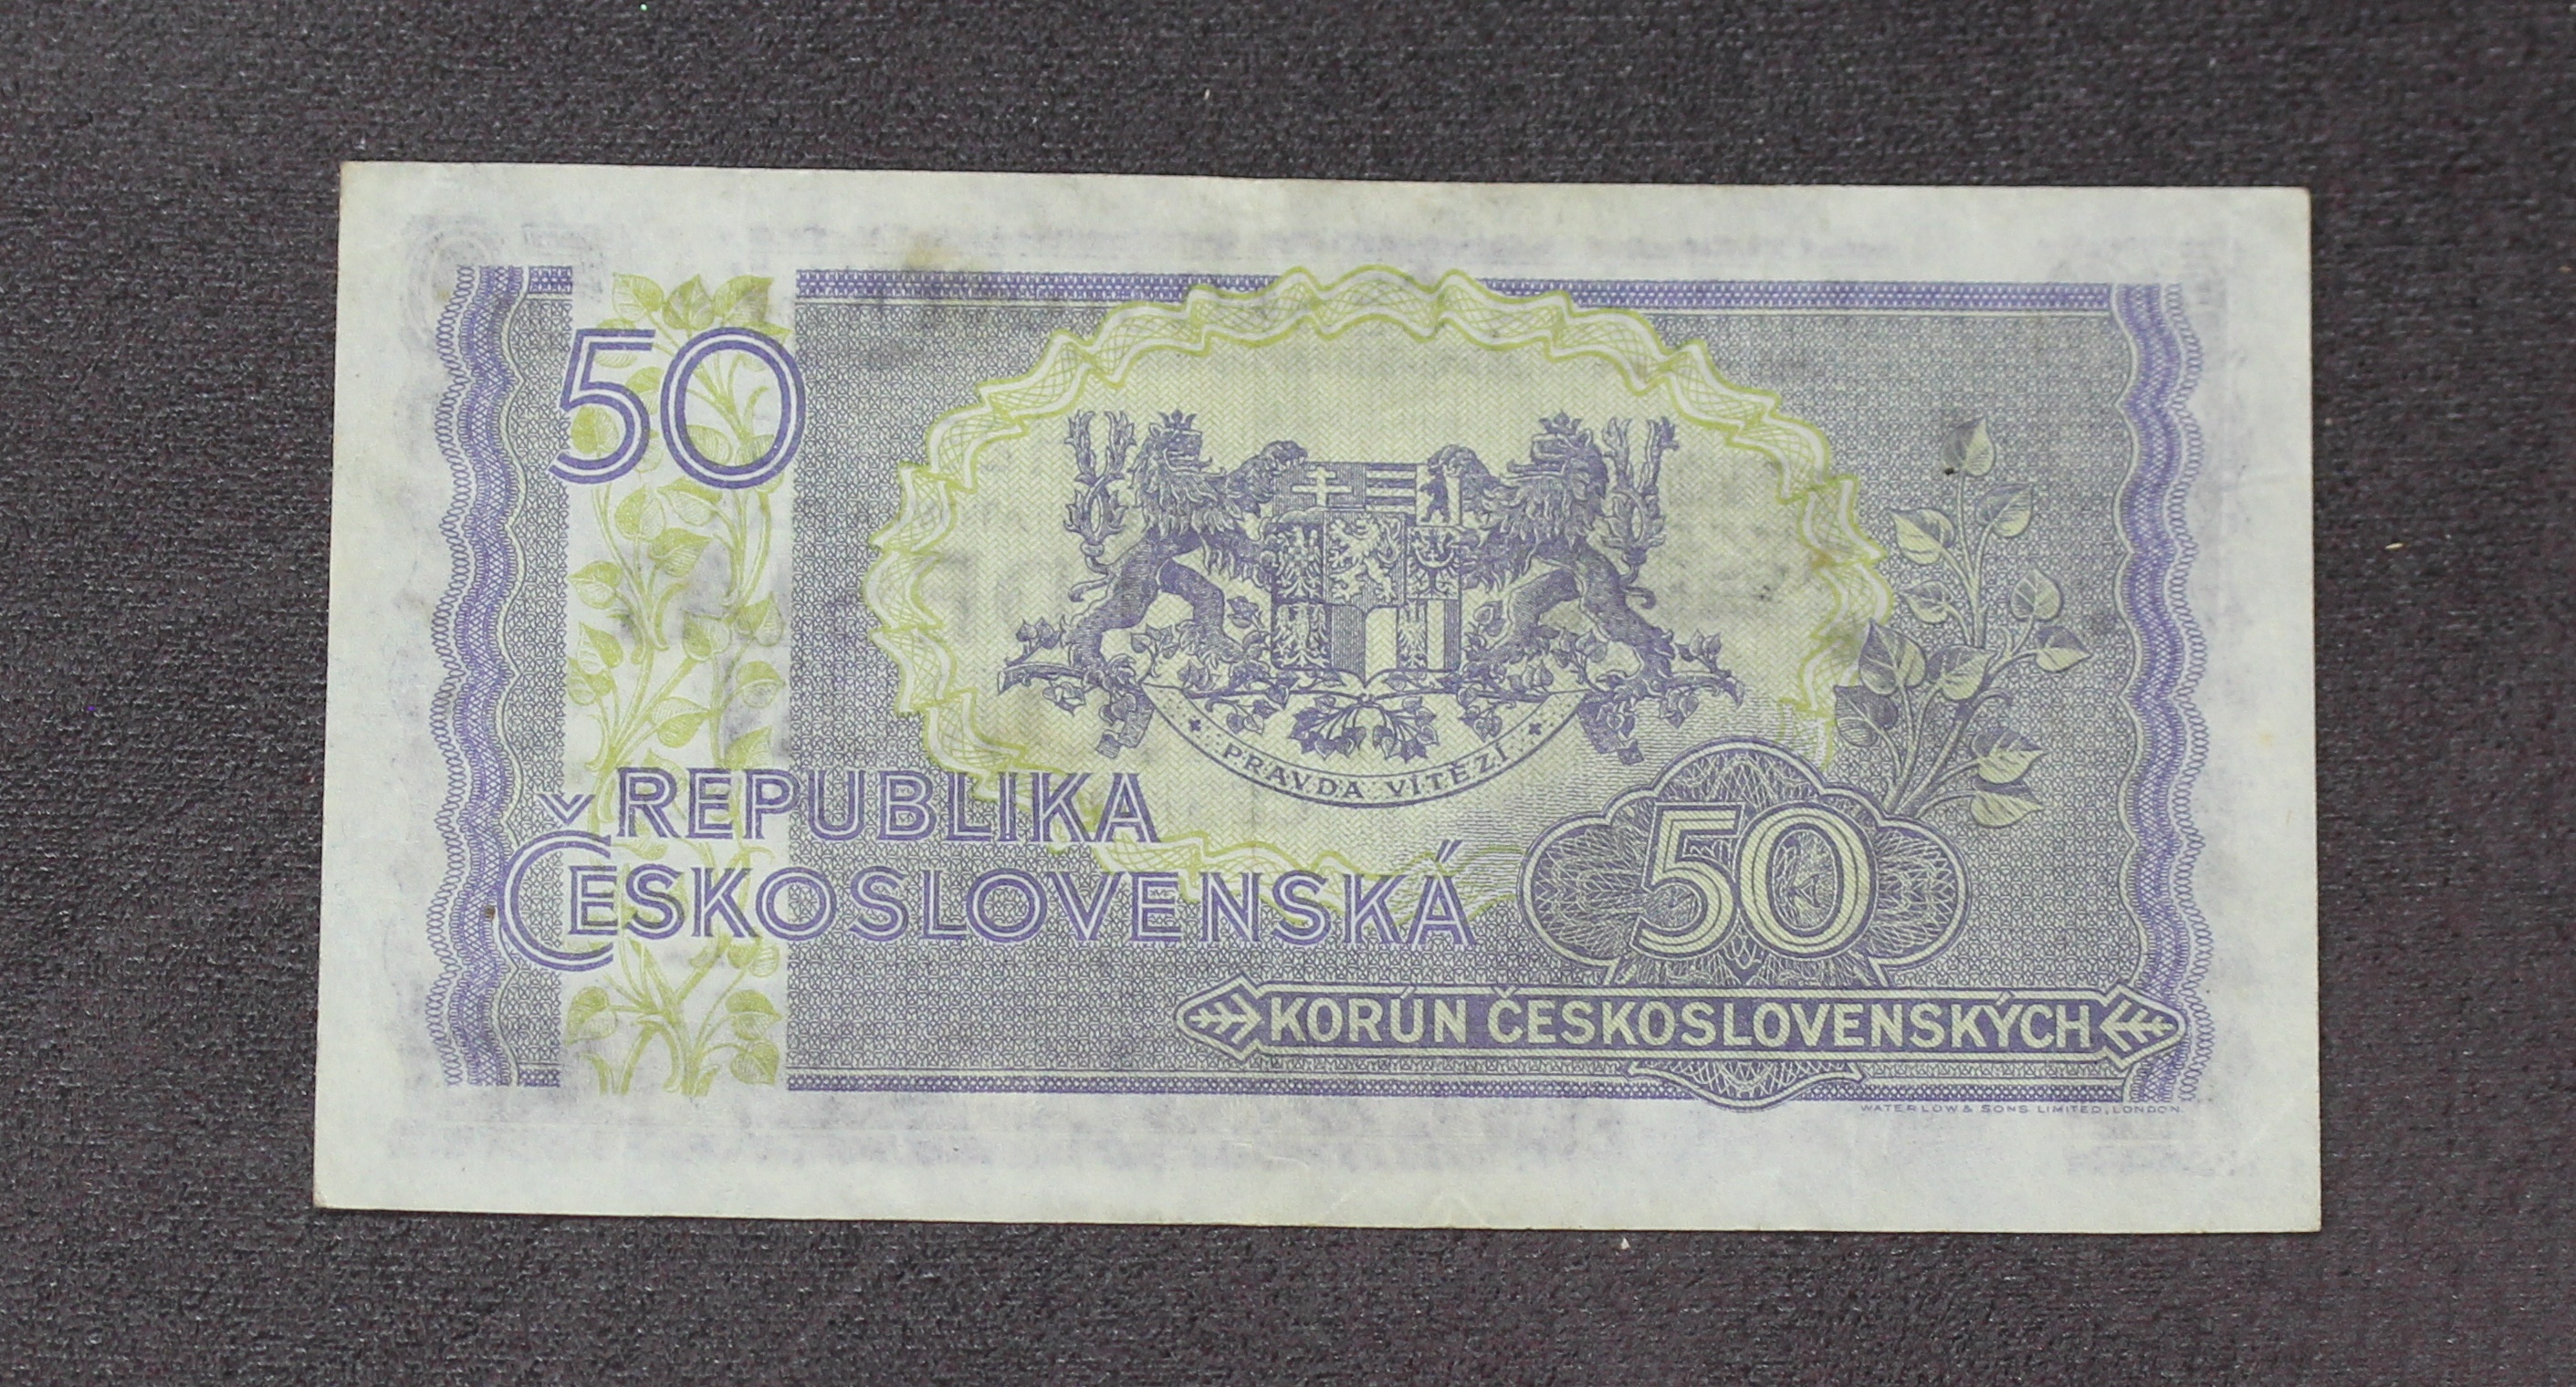 50
PRAVDA VÍTĚZÍ
REPUBLIKA
ČESKOSLOVENSKÁ
50
KORÚN ČESKOSLOVENSKÝCH
WATERLOW & SONS LIMITED, LONDON.